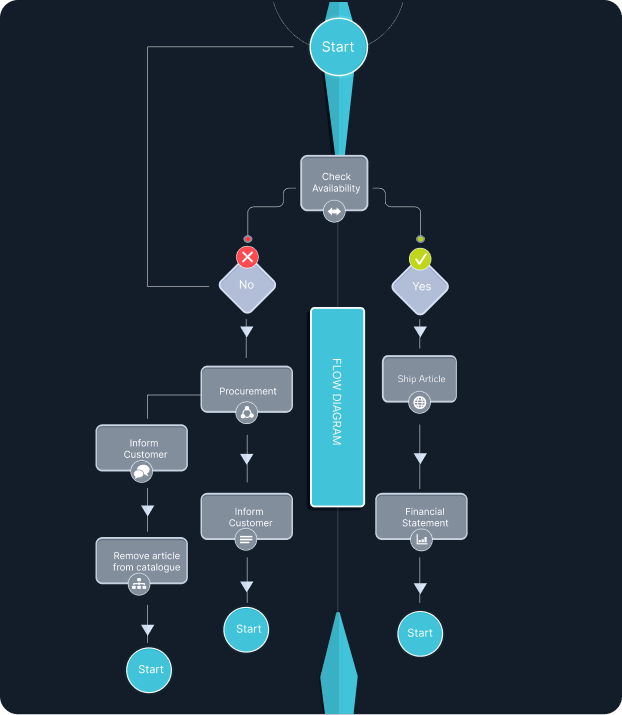 Start
Check
Availability
No
Yes
FLOW DIAGRAM
Ship Article
Procurement
Inform
Customer
Inform
Customer
Financial
Statement
Remove article
from catalogue
Start
Start
Start